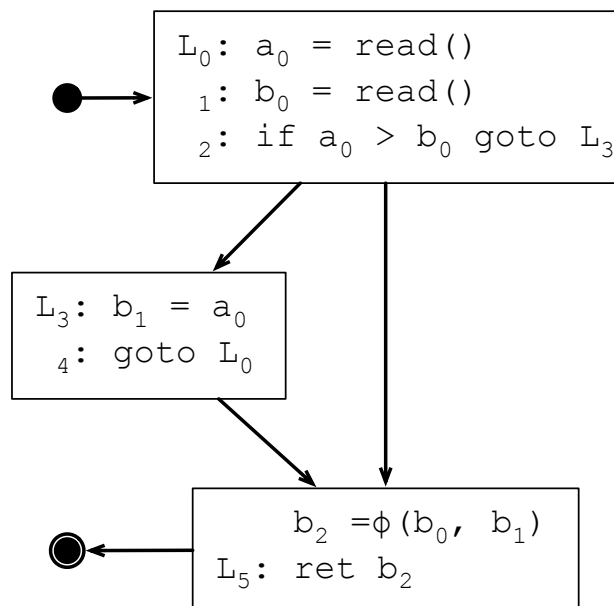 L₀: a₀ = read()
₁: b₀ = read()
₂: if a₀ > b₀ goto L₃
L₃: b₁ = a₀
₄: goto L₀
b₂ =ϕ(b₀, b₁)
L₅: ret b₂